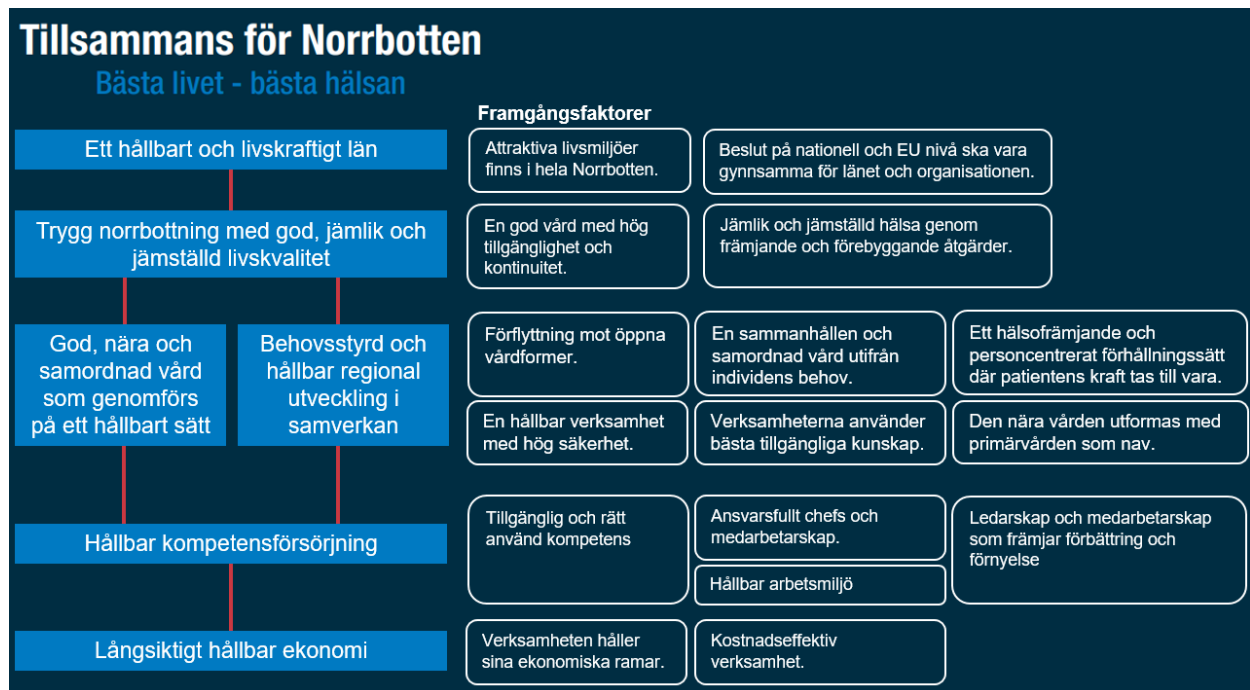 Tillsammans för Norrbotten
Bästa livet - bästa hälsan
Framgångsfaktorer
Ett hållbart och livskraftigt län
Attraktiva livsmiljöer
finns i hela Norrbotten.
Beslut på nationell och EU nivå ska vara
gynnsamma för länet och organisationen.
Trygg norrbottning med god, jämlik och
jämställd livskvalitet
En god vård med hög
tillgänglighet och
kontinuitet.
Jämlik och jämställd hälsa genom
främjande och förebyggande åtgärder.
God, nära och
samordnad vård
som genomförs
på ett hållbart sätt
Behovsstyrd och
hållbar regional
utveckling i
samverkan
Förflyttning mot öppna
vårdformer.
En sammanhållen och
samordnad vård utifrån
individens behov.
Ett hälsofrämjande och
personcentrerat förhållningssätt
där patientens kraft tas till vara.
En hållbar verksamhet
med hög säkerhet.
Verksamheterna använder
bästa tillgängliga kunskap.
Den nära vården utformas med
primärvården som nav.
Hållbar kompetensförsörjning
Tillgänglig och rätt
använd kompetens
Ansvarsfullt chefs och
medarbetarskap.
Hållbar arbetsmiljö
Ledarskap och medarbetarskap
som främjar förbättring och
förnyelse
Långsiktigt hållbar ekonomi
Verksamheten håller
sina ekonomiska ramar.
Kostnadseffektiv
verksamhet.